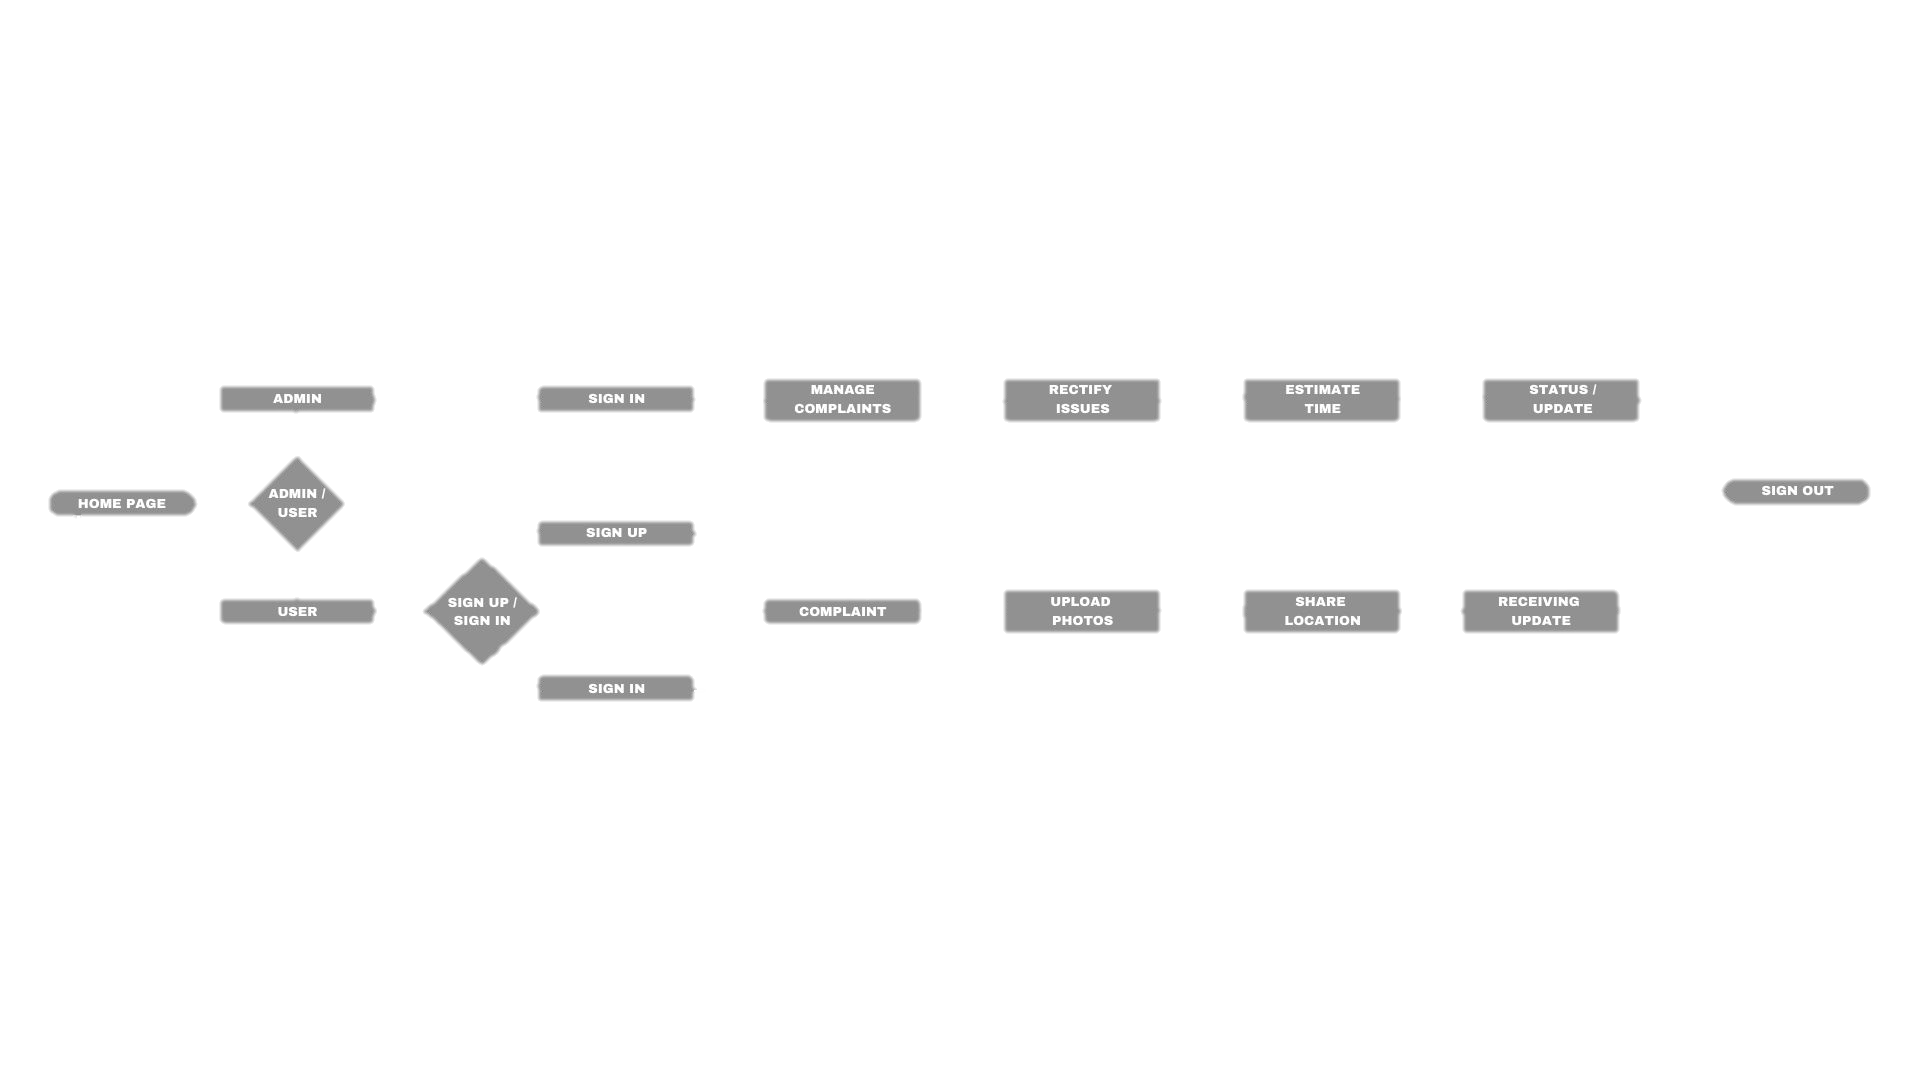 ADMIN
SIGN IN
MANAGE
COMPLAINTS
RECTIFY
ISSUES
ESTIMATE
TIME
STATUS /
UPDATE
HOME PAGE
ADMIN /
USER
SIGN UP
SIGN OUT
USER
SIGN UP /
SIGN IN
COMPLAINT
UPLOAD
PHOTOS
SHARE
LOCATION
RECEIVING
UPDATE
SIGN IN